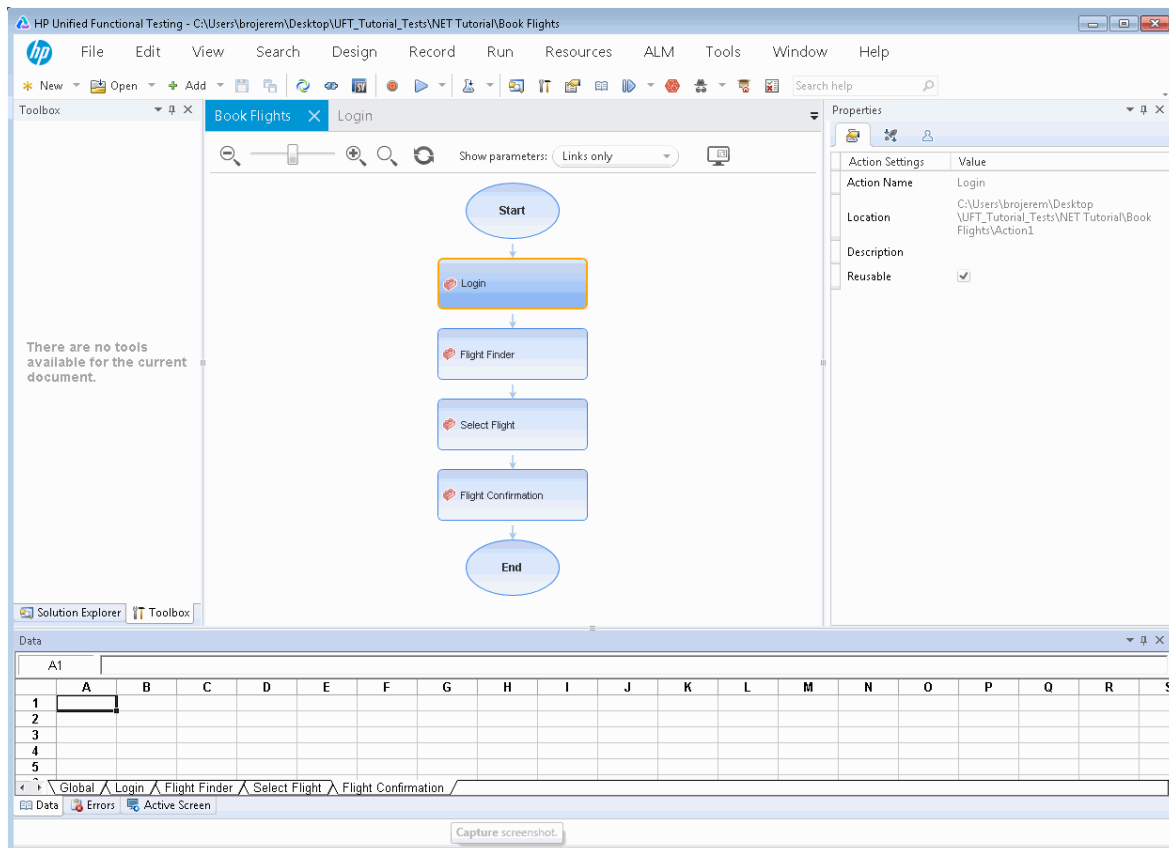 HP Unified Functional Testing - C:\Users\brojerem\Desktop\UFT_Tutorial_Tests\NET Tutorial\Book Flights
hp File Edit View Search Design Record Run Resources ALM Tools Window Help
New Open Add Search help
Toolbox
Book Flights Login
Properties
Show parameters: Links only
Action Settings Value
Action Name Login
Location C:\Users\brojerem\Desktop
\UFT_Tutorial_Tests\NET Tutorial\Book
Flights\Action1
Description
Reusable
Start
Login
Flight Finder
Select Flight
Flight Confirmation
End
There are no tools
available for the current
document.
Solution Explorer Toolbox
Data
A1
A B C D E F G H I J K L M N O P Q R S
1
2
3
4
5
Global Login Flight Finder Select Flight Flight Confirmation
Data Errors Active Screen
Capture screenshot.